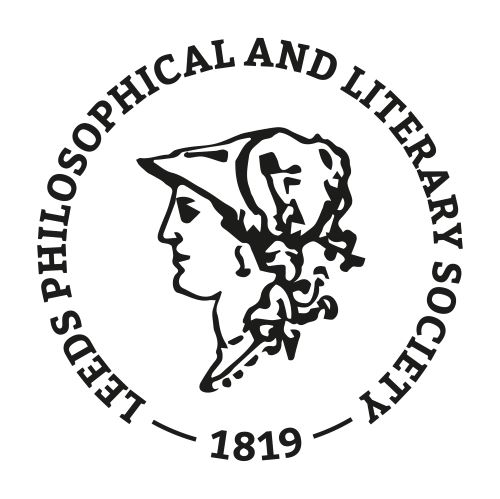 LEEDS PHILOSOPHICAL AND LITERARY SOCIETY
— 1819 —